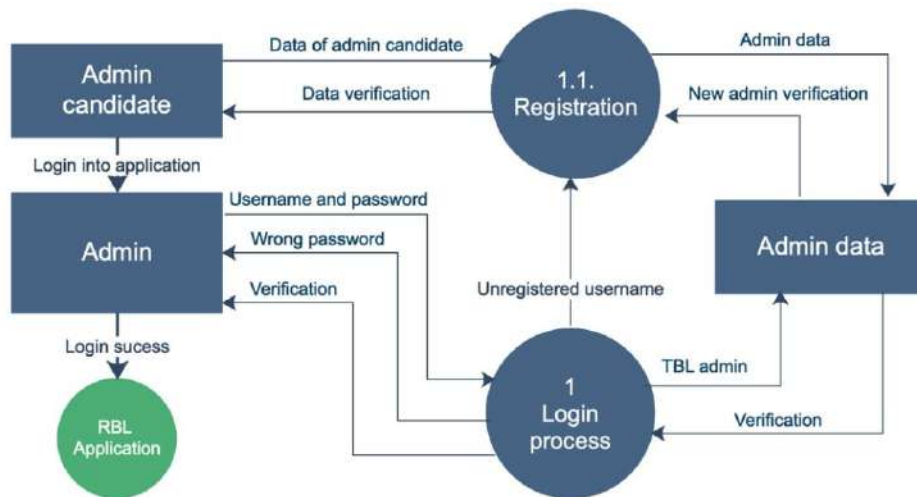 Data of admin candidate
Admin data
Admin
candidate
1.1.
Registration
Data verification
New admin verification
Login into application
Username and password
Wrong password
Admin
Admin data
Verification
Unregistered username
Login sucess
TBL admin
1
Login
process
RBL
Application
Verification